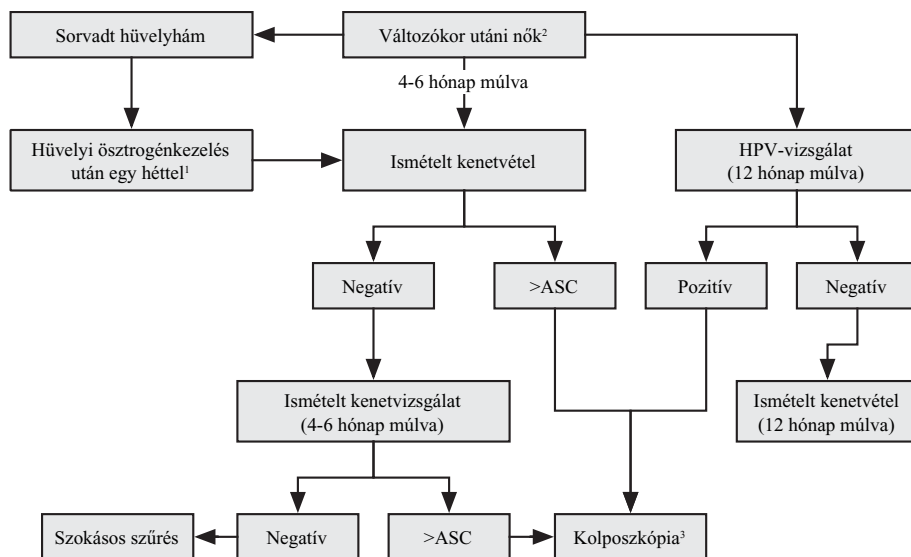 Sorvadt hüvelyhám
Változókor utáni nők²
4-6 hónap múlva
Hüvelyi ösztrogénkezelés
után egy héttel¹
Ismételt kenetvétel
HPV-vizsgálat
(12 hónap múlva)
Negatív
>ASC
Pozitív
Negatív
Ismételt kenetvizsgálat
(4-6 hónap múlva)
Ismételt kenetvétel
(12 hónap múlva)
Szokásos szűrés
Negatív
>ASC
Kolposzkópia³